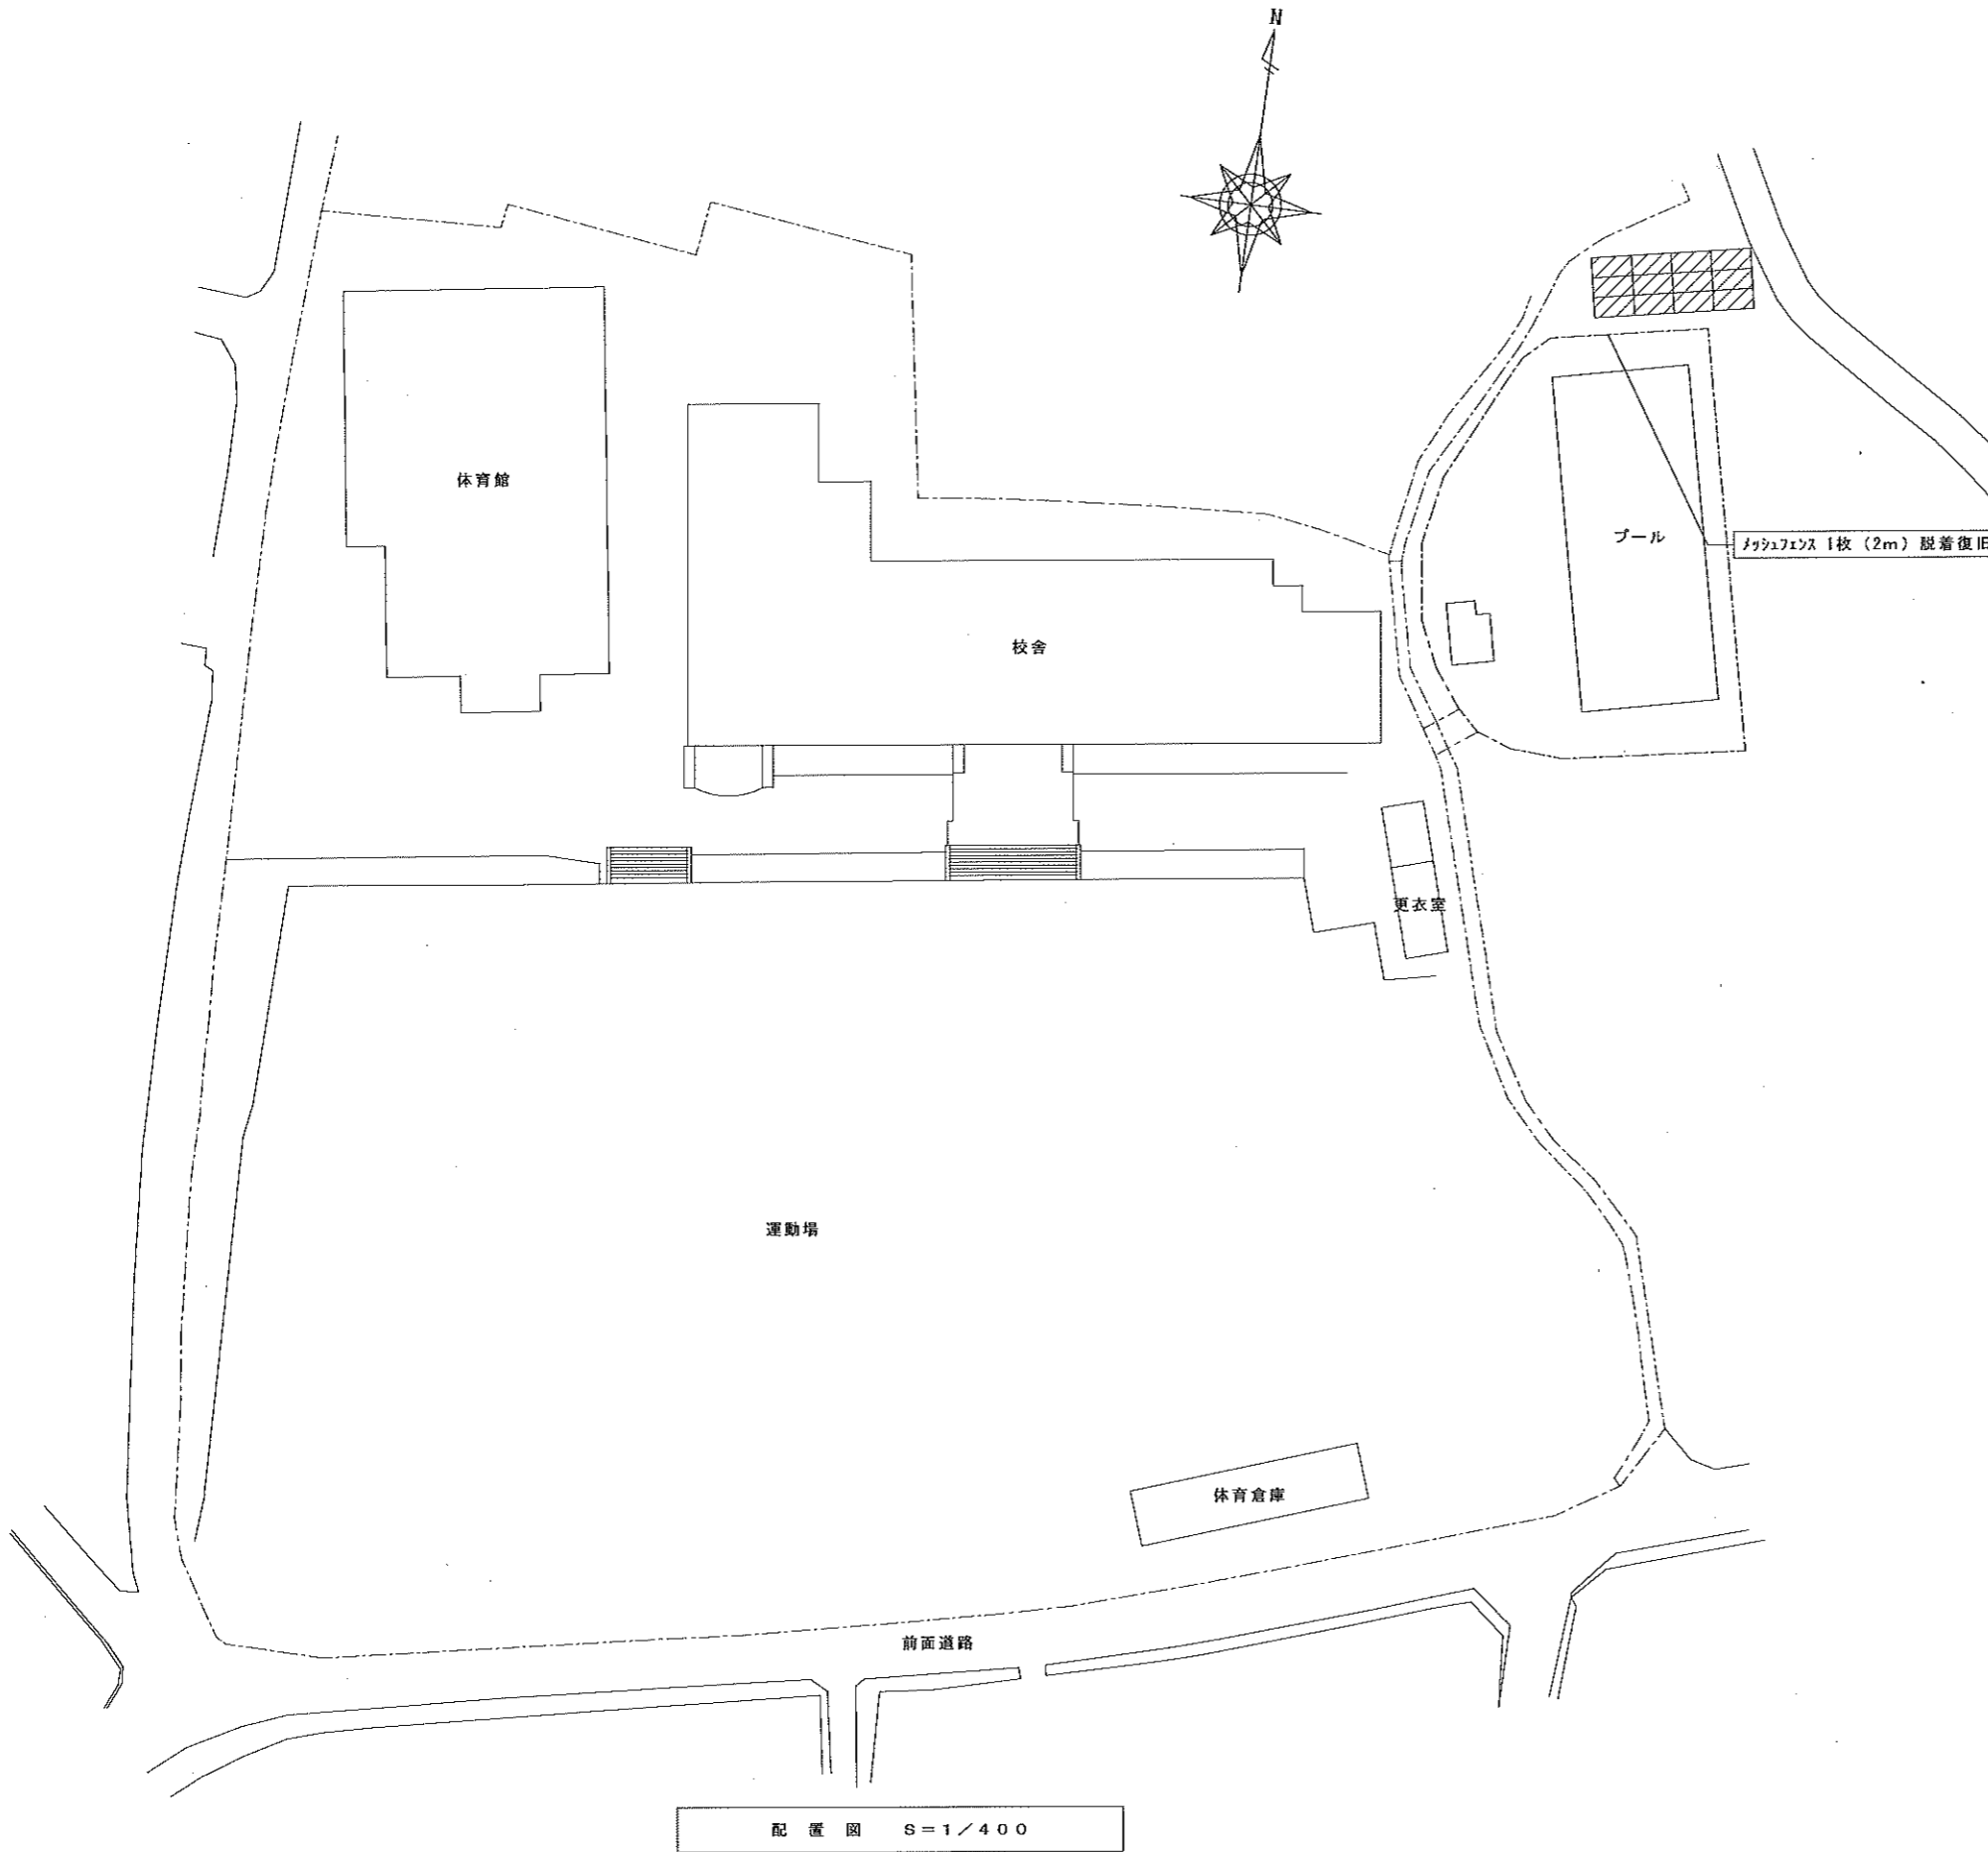 N
体育館
プール
メッシュフェンス 1枚（2m）脱着復旧
校舎
更衣室
運動場
体育倉庫
前面道路
配置図　S=1／400